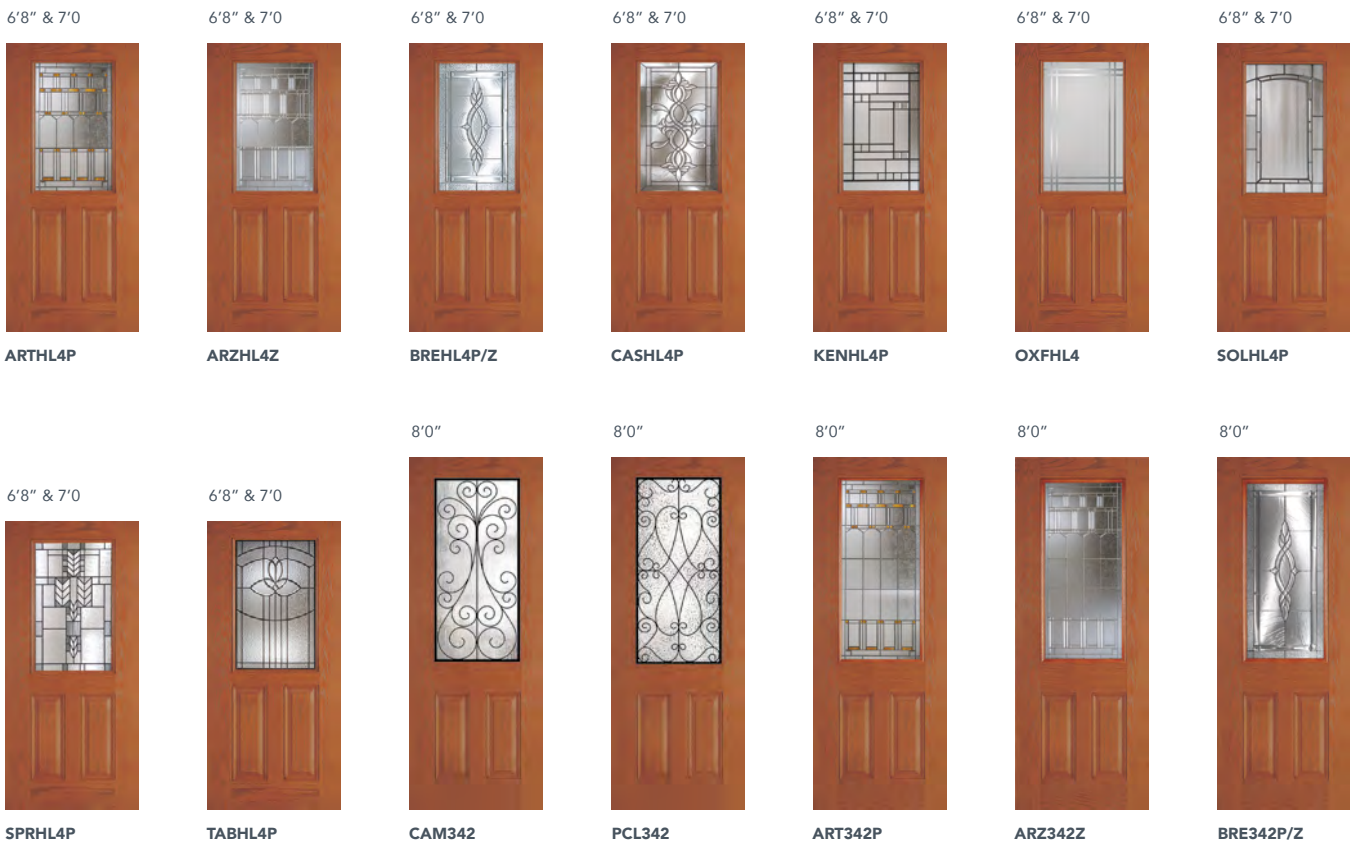 6’8” & 7’0
6’8” & 7’0
6’8” & 7’0
6’8” & 7’0
6’8” & 7’0
6’8” & 7’0
6’8” & 7’0
ARTHL4P
ARZHL4Z
BREHL4P/Z
CASHL4P
KENHL4P
OXFHL4
SOLHL4P
6’8” & 7’0
6’8” & 7’0
8’0”
8’0”
8’0”
8’0”
8’0”
SPRHL4P
TABHL4P
CAM342
PCL342
ART342P
ARZ342Z
BRE342P/Z